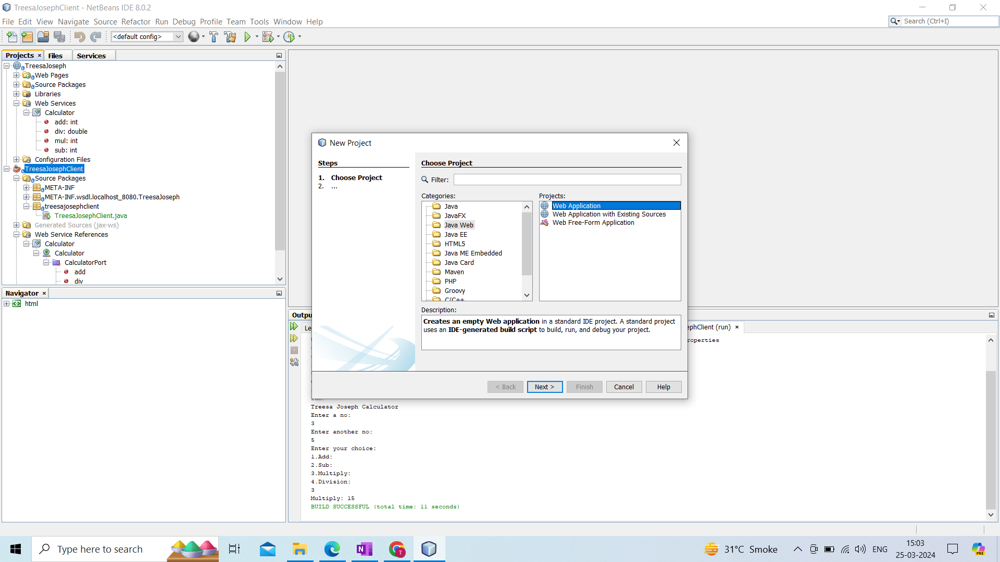 TreesaJosephClient - NetBeans IDE 8.0.2
File Edit View Navigate Source Refactor Run Debug Profile Team Tools Window Help
Search (Ctrl+I)
<default config>
Projects × Files Services
TreesaJoseph
Web Pages
Source Packages
Libraries
Web Services
Calculator
add: int
div: double
mul: int
sub: int
Configuration Files
TreesaJosephClient
Source Packages
META-INF
META-INF.wsdl.localhost_8080.TreesaJoseph
treesajosephclient
TreesaJosephClient.java
Generated Sources (jax-ws)
Web Service References
Calculator
Calculator
CalculatorPort
add
div
Navigator ×
html
New Project
Steps
1. Choose Project
2. ...
Choose Project
Filter:
Categories:
Java
JavaFX
Java Web
Java EE
HTML5
Java ME Embedded
Java Card
Maven
PHP
Groovy
C/C++
Projects:
Web Application
Web Application with Existing Sources
Web Free-Form Application
Description:
Creates an empty Web application in a standard IDE project. A standard project
uses an IDE-generated build script to build, run, and debug your project.
< Back Next > Finish Cancel Help
Outpu
Le
ephClient (run) ×
roperties
run:
Treesa Joseph Calculator
Enter a no:
3
Enter another no:
5
Enter your choice:
1.Add:
2.Sub:
3.Multiply:
4.Division:
3
Multiply: 15
BUILD SUCCESSFUL (total time: 11 seconds)
Type here to search
31°C Smoke
ENG
15:03
25-03-2024
PRE